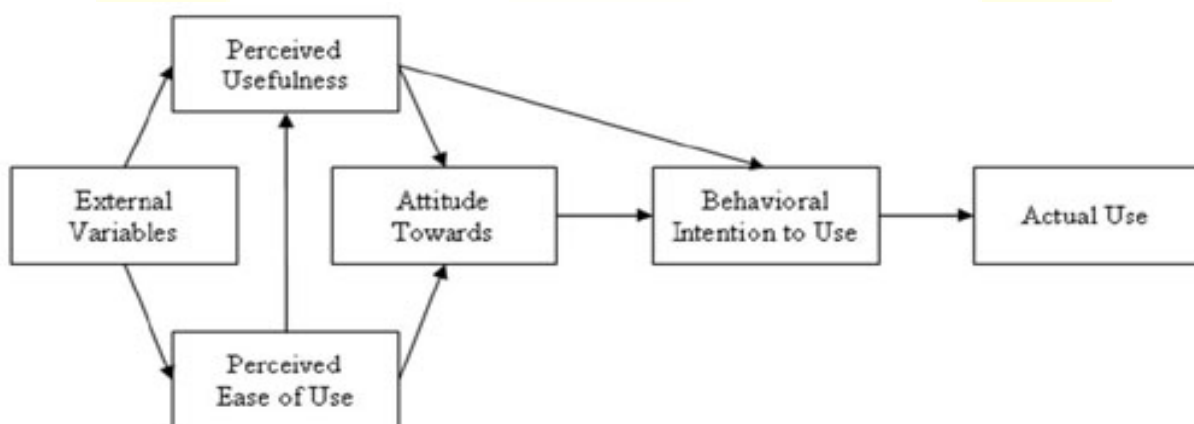 Perceived
Usefulness
External
Variables
Attitude
Towards
Behavioral
Intention to Use
Actual Use
Perceived
Ease of Use